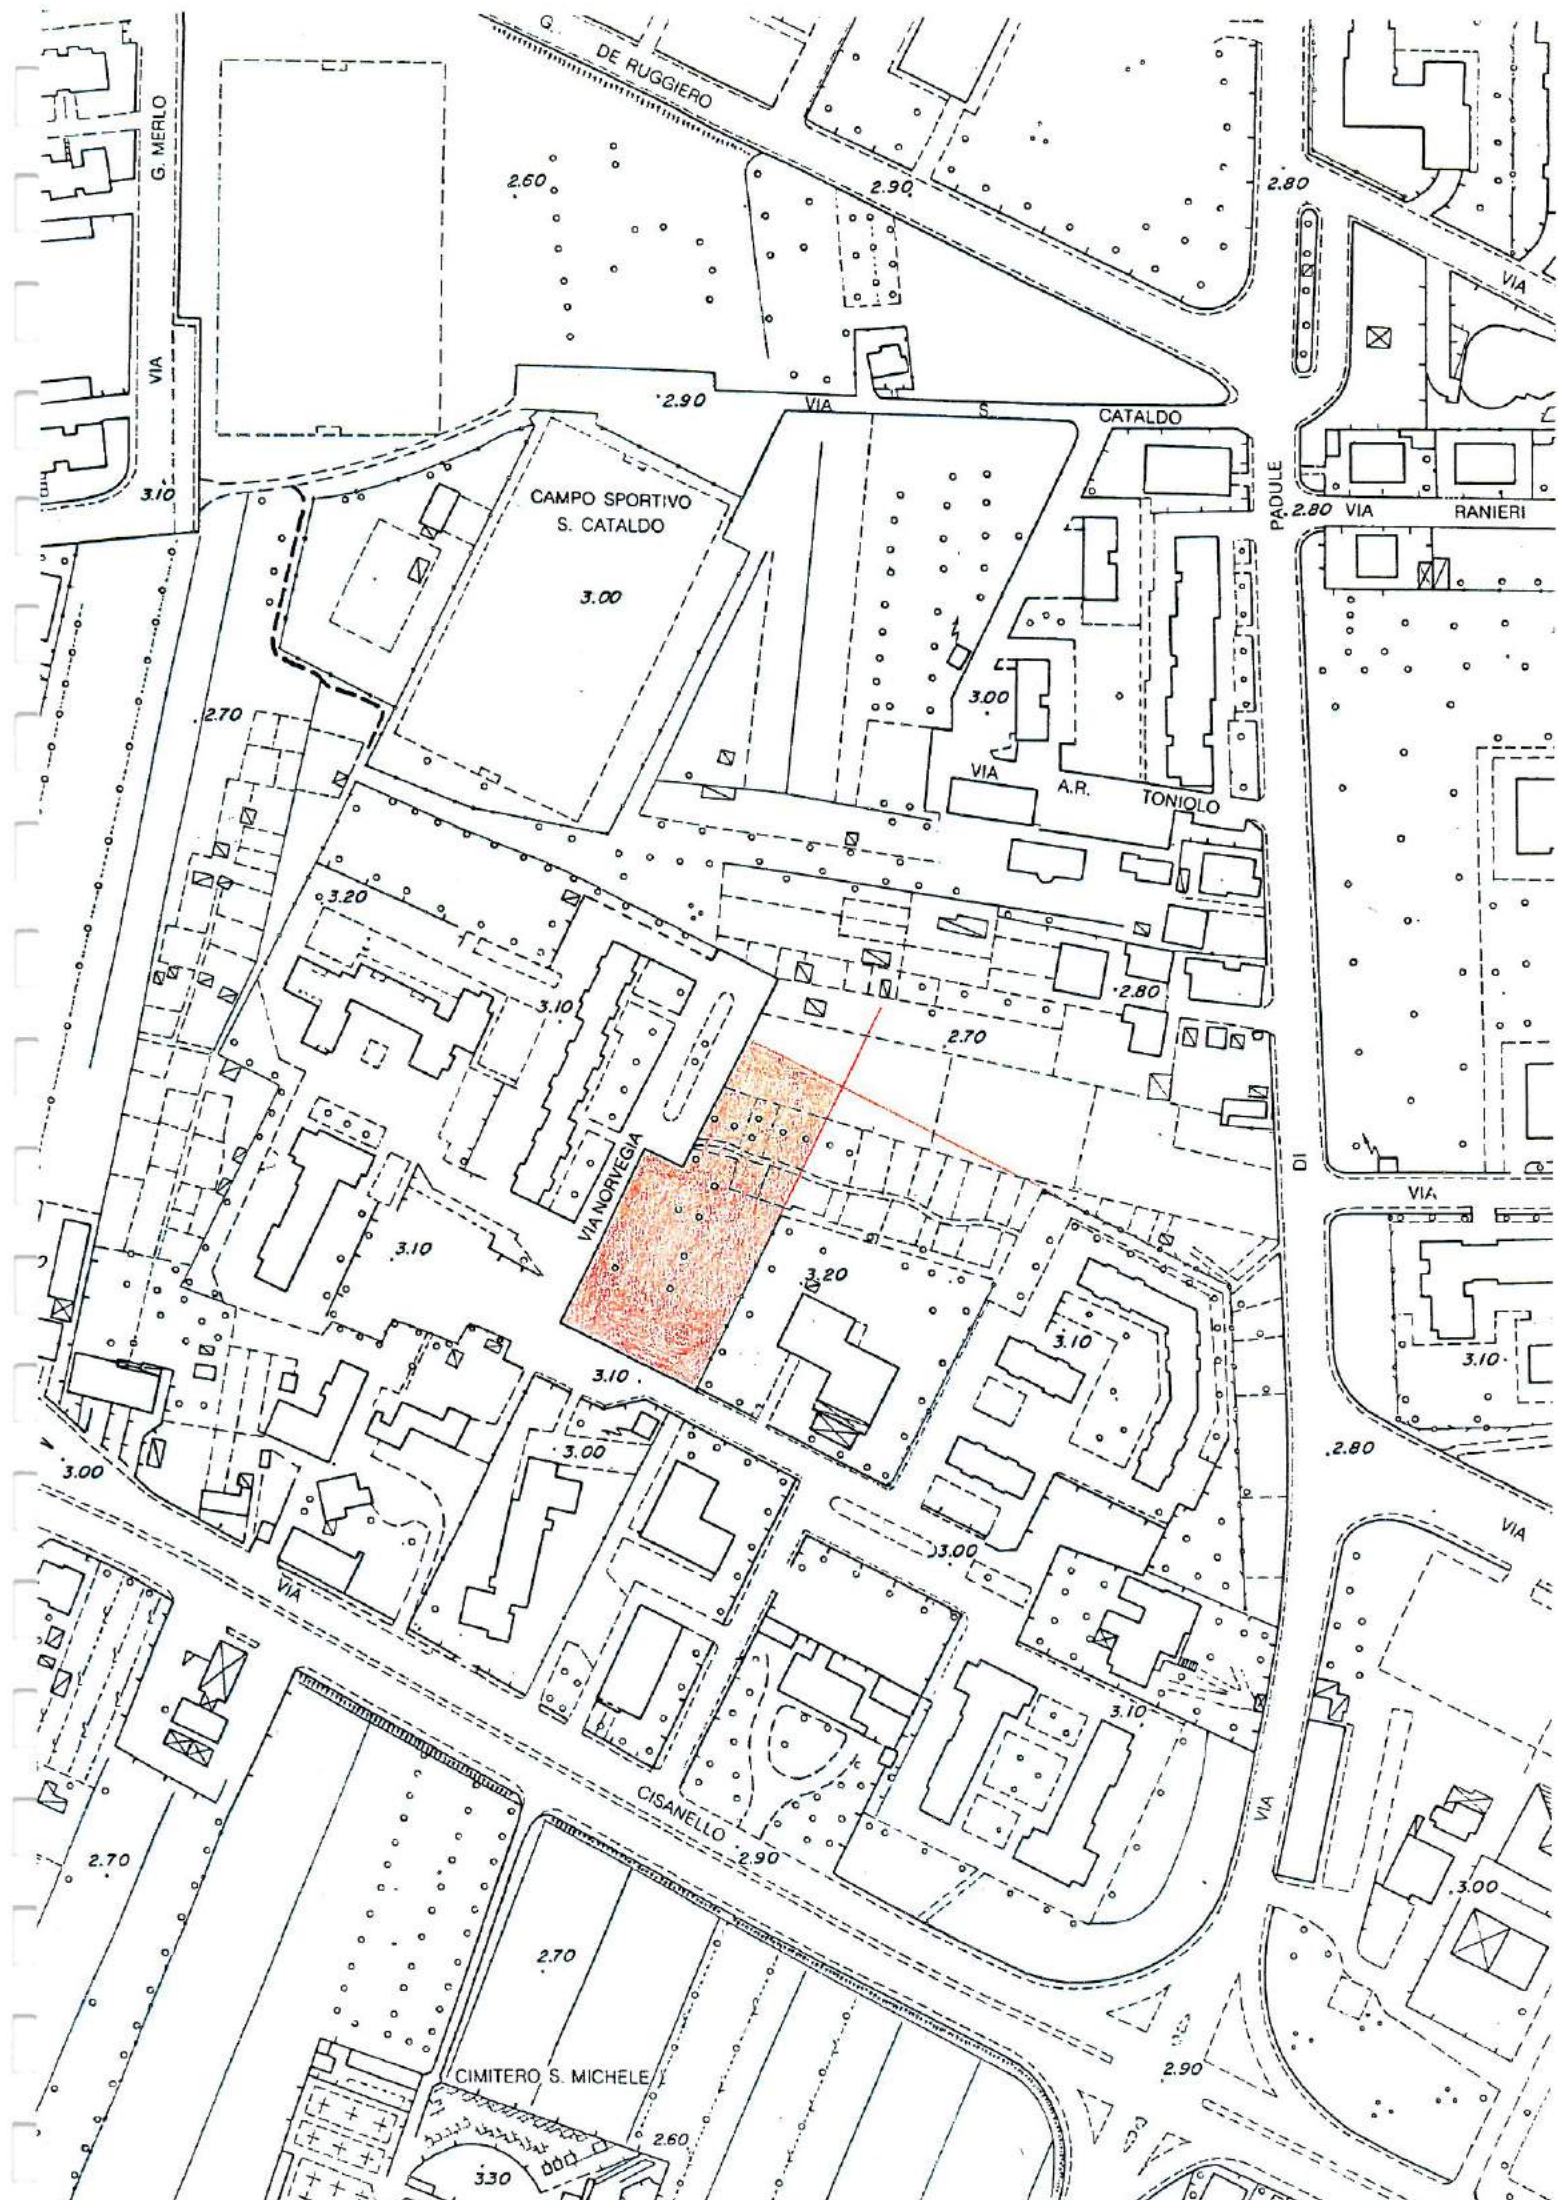 G.
DE RUGGIERO
G. MERLO
2.60
2.90
2.80
VIA
VIA
2.90
VIA S. CATALDO
3.10
CAMPO SPORTIVO
S. CATALDO
PADULE
2.80 VIA RANIERI
3.00
2.70
3.00
VIA A.R. TONIOLO
3.20
3.10
2.80
2.70
VIA NORVEGIA
DI
VIA
3.10
3.20
3.10
3.10
3.10
3.00
2.80
3.00
VIA
3.00
VIA
3.10
CISANELLO
VIA
2.90
2.70
3.00
2.70
2.90
CIMITERO S. MICHELE
2.60
3.30